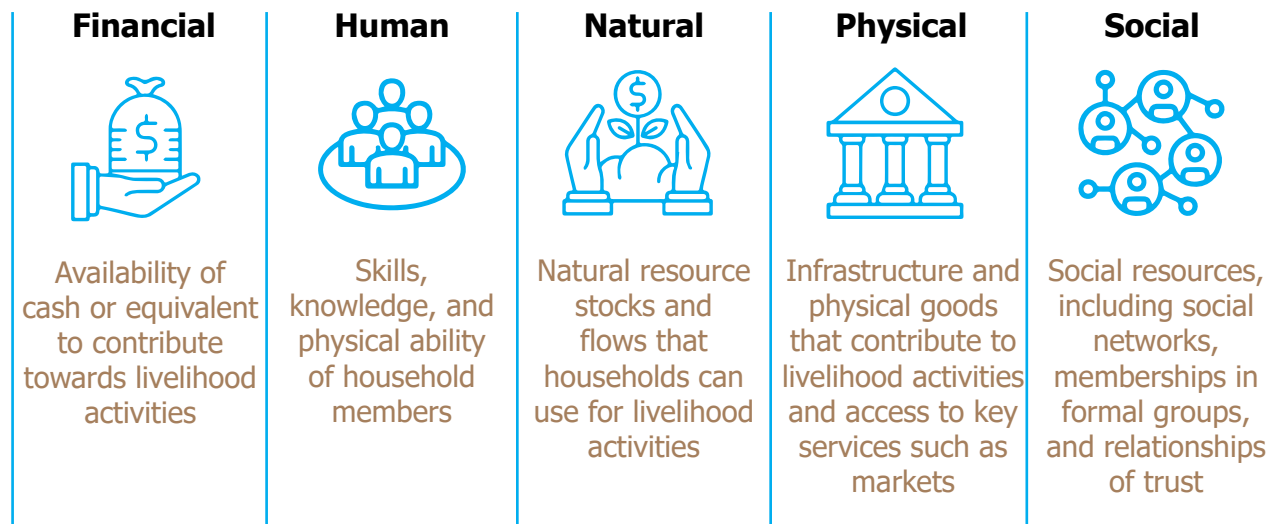 Financial
$
Availability of
cash or equivalent
to contribute
towards livelihood
activities
Human
Skills,
knowledge, and
physical ability
of household
members
Natural
$
Natural resource
stocks and
flows that
households can
use for livelihood
activities
Physical
Infrastructure and
physical goods
that contribute to
livelihood activities
and access to key
services such as
markets
Social
Social resources,
including social
networks,
memberships in
formal groups,
and relationships
of trust